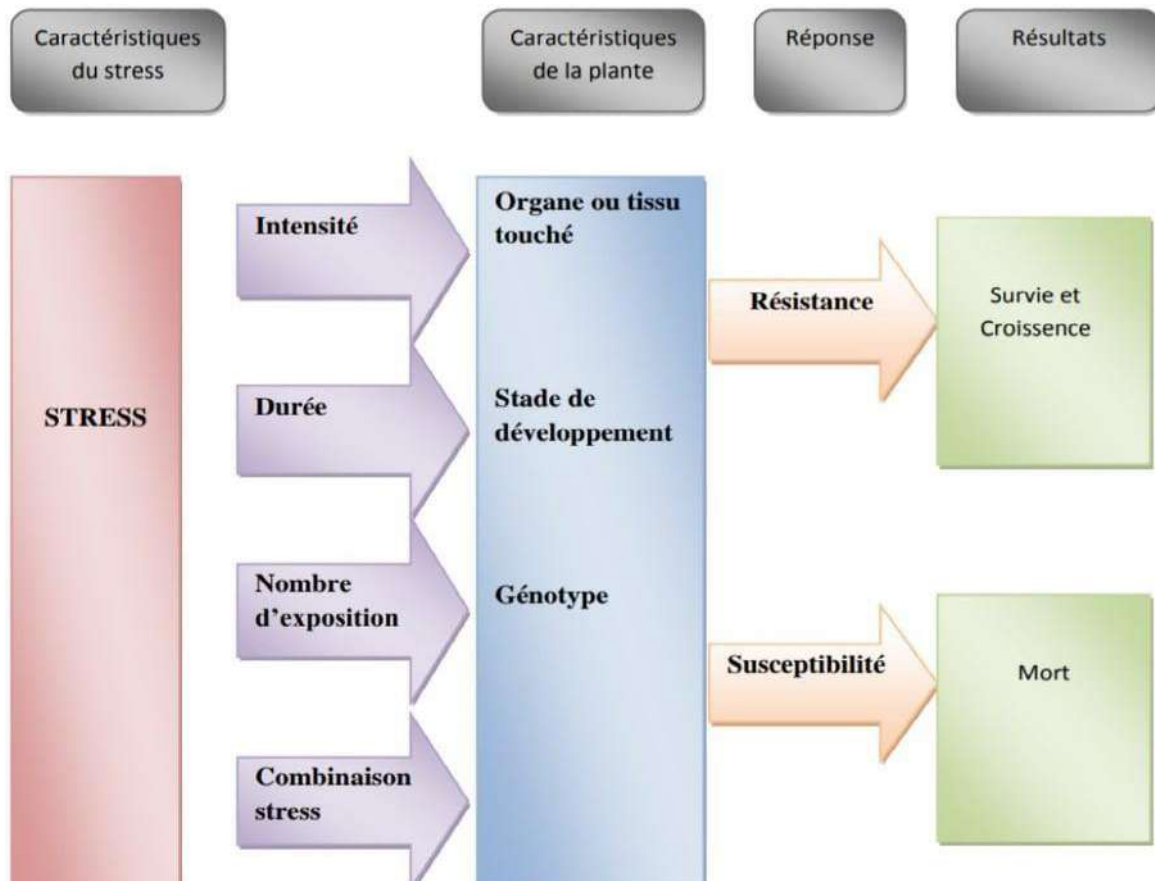 Caractéristiques
du stress
Caractéristiques
de la plante
Réponse
Résultats
STRESS
Intensité
Durée
Nombre
d’exposition
Combinaison
stress
Organe ou tissu
touché
Stade de
développement
Génotype
Résistance
Susceptibilité
Survie et
Croissence
Mort